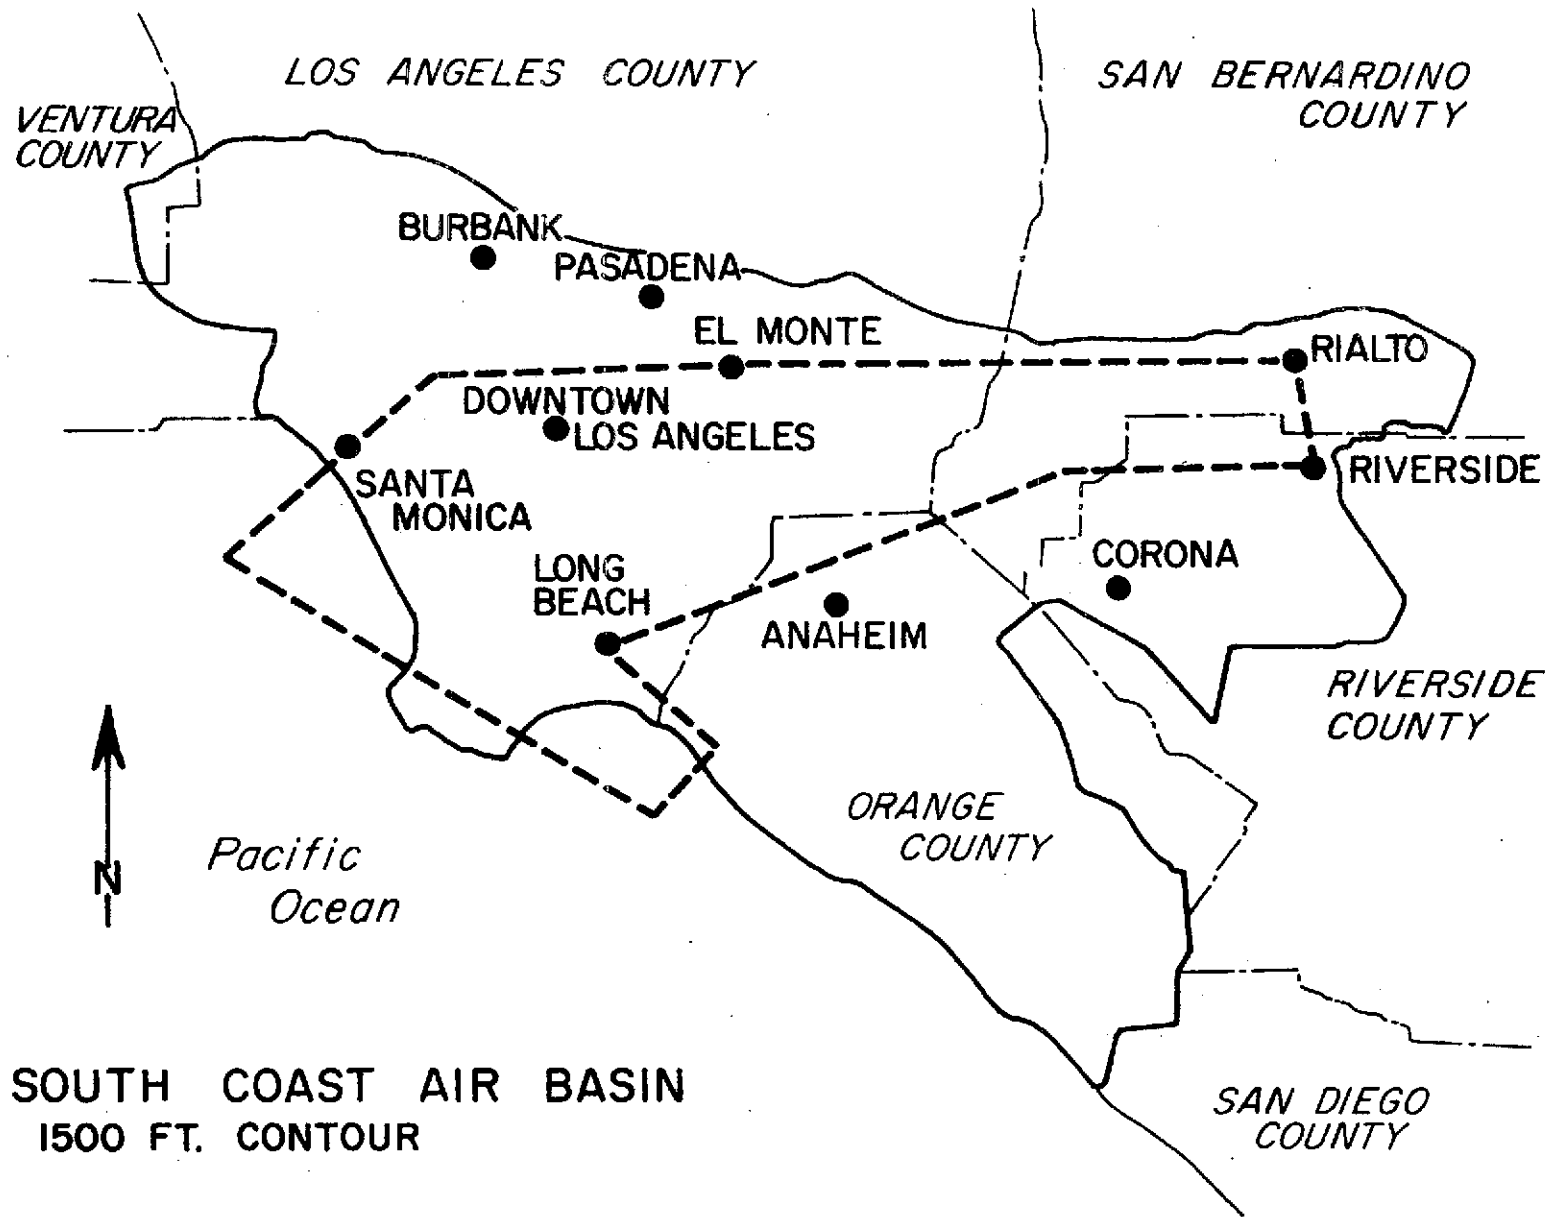 LOS ANGELES COUNTY
SAN BERNARDINO
COUNTY
VENTURA
COUNTY
BURBANK
PASADENA
EL MONTE
RIALTO
DOWNTOWN
LOS ANGELES
SANTA
MONICA
RIVERSIDE
LONG
BEACH
CORONA
ANAHEIM
RIVERSIDE
COUNTY
ORANGE
COUNTY
N
Pacific
Ocean
SOUTH COAST AIR BASIN
1500 FT. CONTOUR
SAN DIEGO
COUNTY